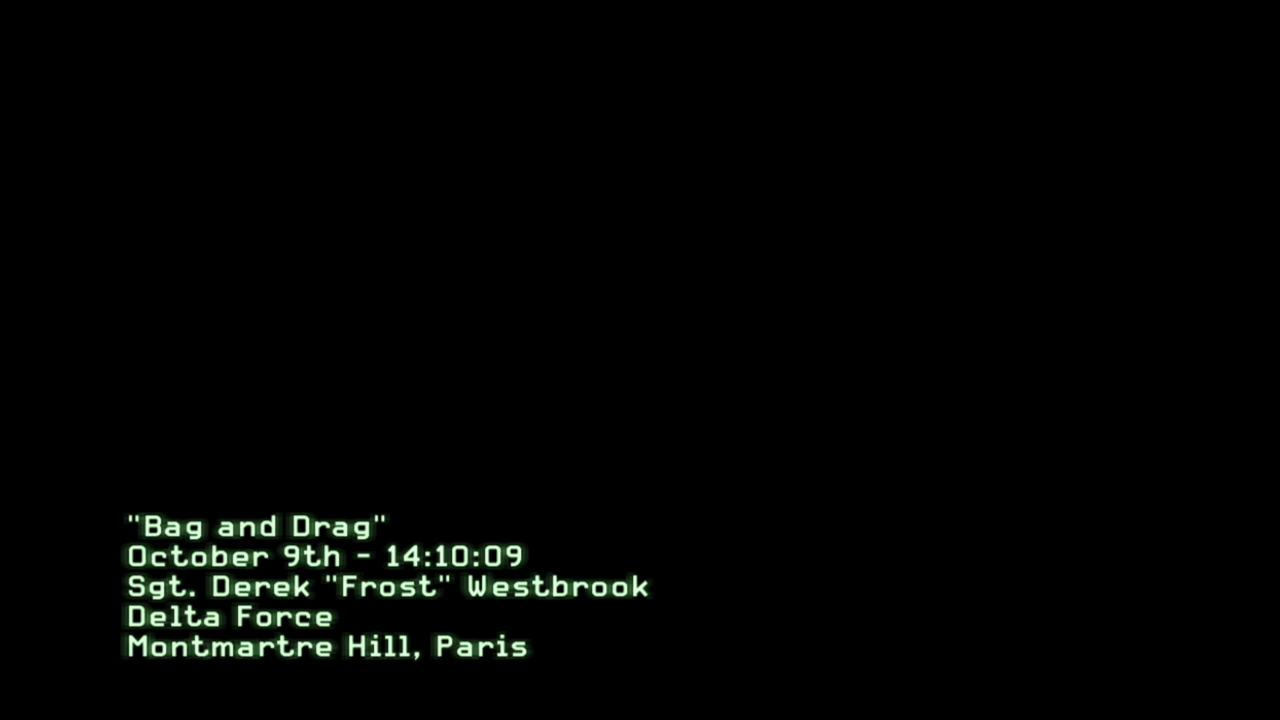 "Bag and Drag"
October 9th - 14:10:09
Sgt. Derek "Frost" Westbrook
Delta Force
Montmartre Hill, Paris